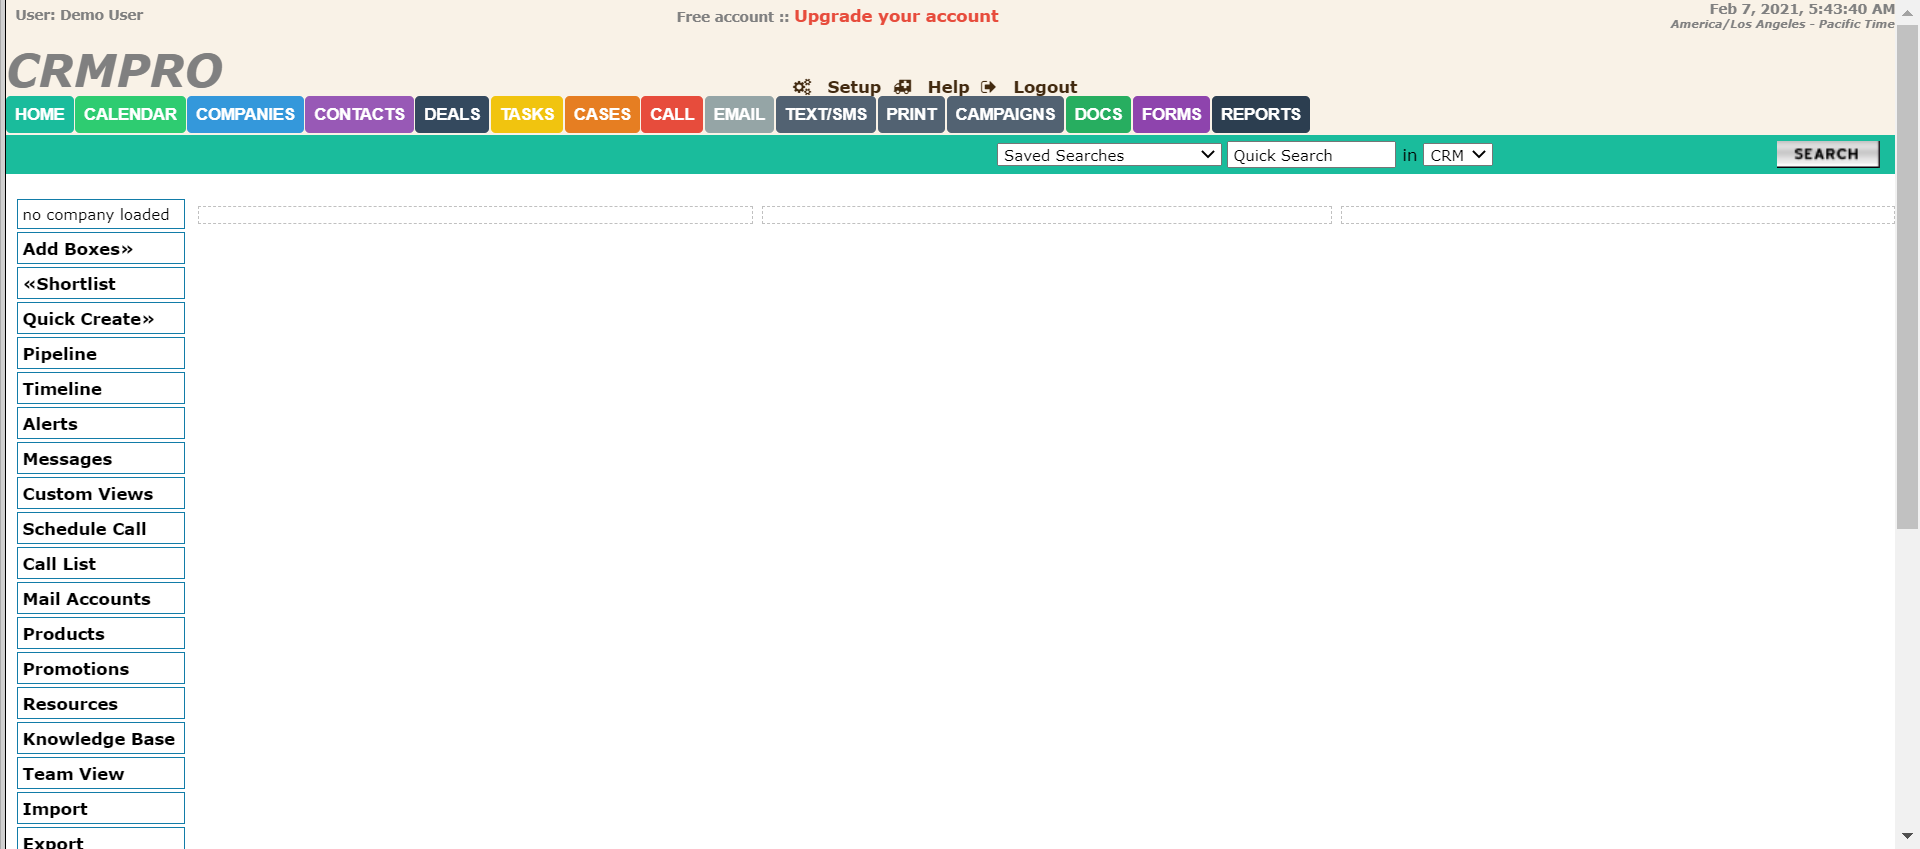 User: Demo User
Free account :: Upgrade your account
Feb 7, 2021, 5:43:40 AM
America/Los Angeles - Pacific Time
CRMPRO
Setup Help Logout
HOME CALENDAR COMPANIES CONTACTS DEALS TASKS CASES CALL EMAIL TEXT/SMS PRINT CAMPAIGNS DOCS FORMS REPORTS
Saved Searches Quick Search in CRM SEARCH
no company loaded
Add Boxes»
«Shortlist
Quick Create»
Pipeline
Timeline
Alerts
Messages
Custom Views
Schedule Call
Call List
Mail Accounts
Products
Promotions
Resources
Knowledge Base
Team View
Import
Export